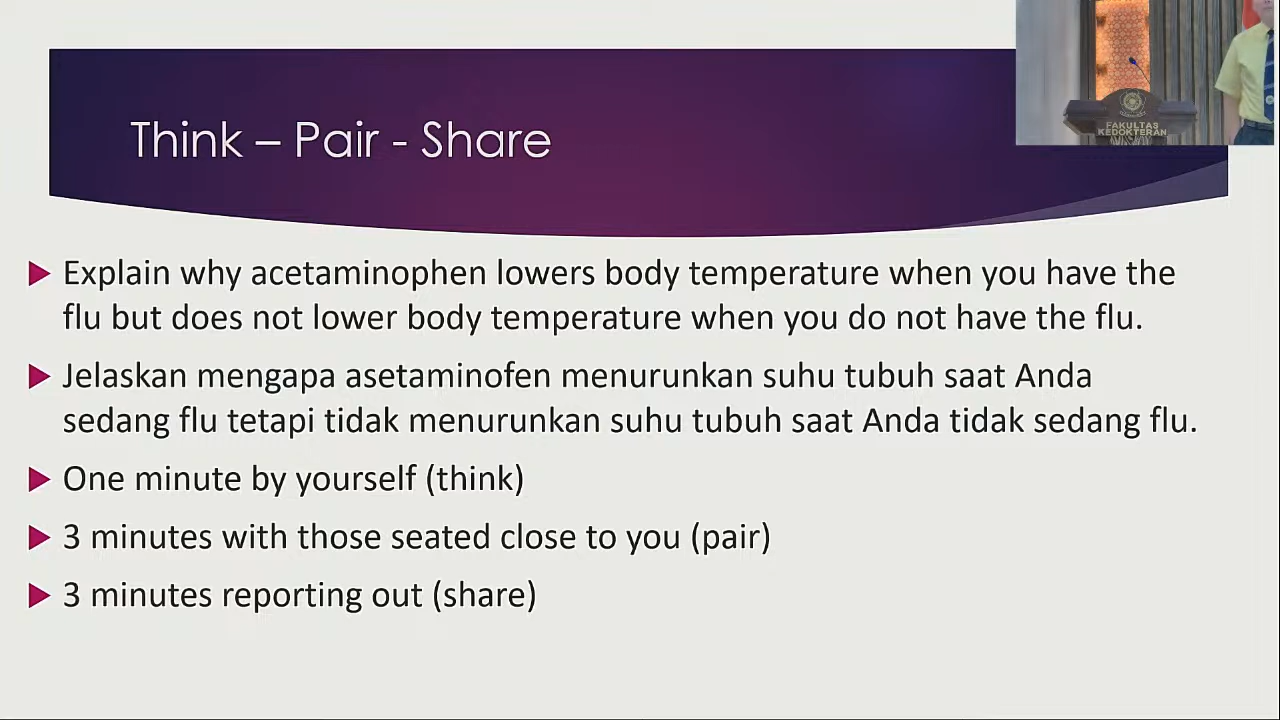 Think – Pair - Share
FAKULTAS
KEDOKTERAN
Explain why acetaminophen lowers body temperature when you have the
flu but does not lower body temperature when you do not have the flu.
Jelaskan mengapa asetaminofen menurunkan suhu tubuh saat Anda
sedang flu tetapi tidak menurunkan suhu tubuh saat Anda tidak sedang flu.
One minute by yourself (think)
3 minutes with those seated close to you (pair)
3 minutes reporting out (share)